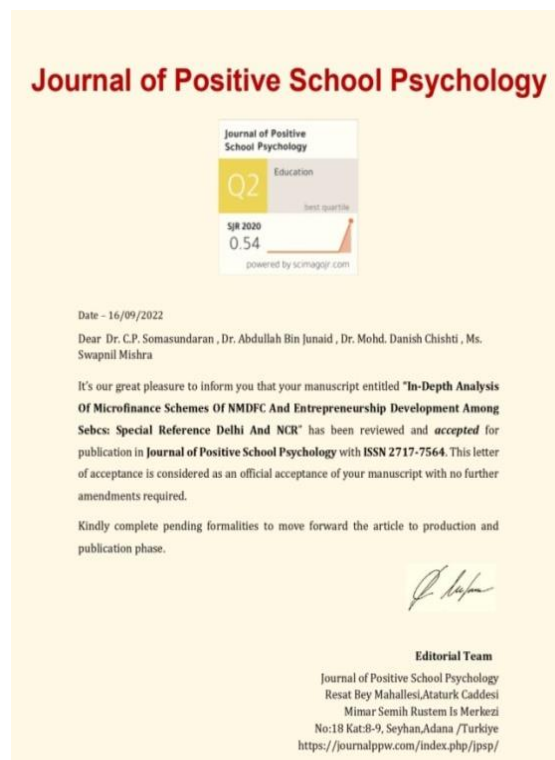 Journal of Positive School Psychology
Journal of Positive
School Psychology
Q2
Education
best quartile
SJR 2020
0.54
powered by scimagojr.com
Date – 16/09/2022
Dear Dr. C.P. Somasundaran , Dr. Abdullah Bin Junaid , Dr. Mohd. Danish Chishti , Ms.
Swapnil Mishra
It's our great pleasure to inform you that your manuscript entitled "In-Depth Analysis
Of Microfinance Schemes Of NMDFC And Entrepreneurship Development Among
Sebcs: Special Reference Delhi And NCR" has been reviewed and accepted for
publication in Journal of Positive School Psychology with ISSN 2717-7564. This letter
of acceptance is considered as an official acceptance of your manuscript with no further
amendments required.
Kindly complete pending formalities to move forward the article to production and
publication phase.
Editorial Team
Journal of Positive School Psychology
Resat Bey Mahallesi,Ataturk Caddesi
Mimar Semih Rustem Is Merkezi
No:18 Kat:8-9, Seyhan,Adana /Turkiye
https://journalppw.com/index.php/jpsp/